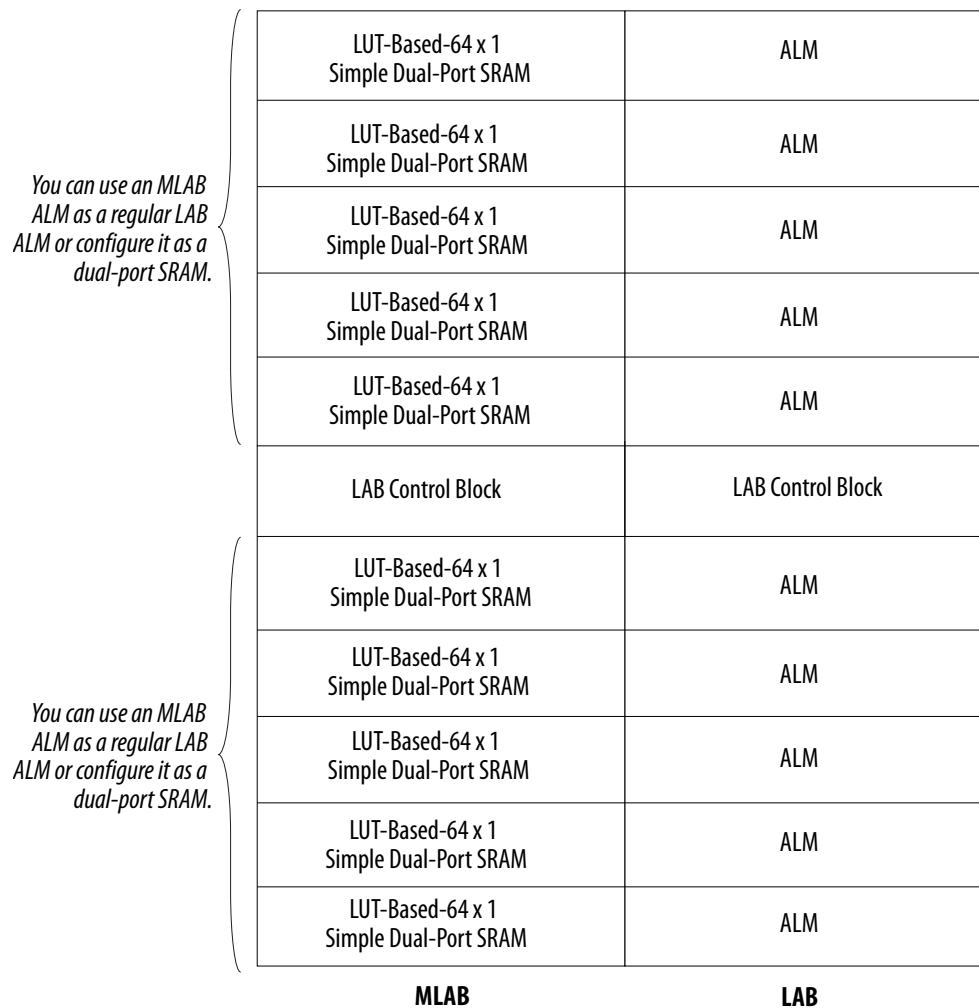 LUT-Based-64 x 1
Simple Dual-Port SRAM
ALM
LUT-Based-64 x 1
Simple Dual-Port SRAM
ALM
You can use an MLAB
ALM as a regular LAB
ALM or configure it as a
dual-port SRAM.
LUT-Based-64 x 1
Simple Dual-Port SRAM
ALM
LUT-Based-64 x 1
Simple Dual-Port SRAM
ALM
LUT-Based-64 x 1
Simple Dual-Port SRAM
ALM
LAB Control Block
LAB Control Block
LUT-Based-64 x 1
Simple Dual-Port SRAM
ALM
LUT-Based-64 x 1
Simple Dual-Port SRAM
ALM
You can use an MLAB
ALM as a regular LAB
ALM or configure it as a
dual-port SRAM.
LUT-Based-64 x 1
Simple Dual-Port SRAM
ALM
LUT-Based-64 x 1
Simple Dual-Port SRAM
ALM
LUT-Based-64 x 1
Simple Dual-Port SRAM
ALM
MLAB
LAB